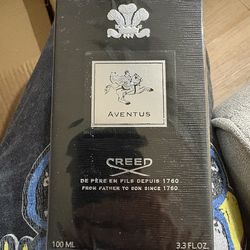 AVENTUS
CREED
DE PÈRE EN FILS DEPUIS 1760
FROM FATHER TO SON SINCE 1760
100 ML
3.3 FL.OZ.